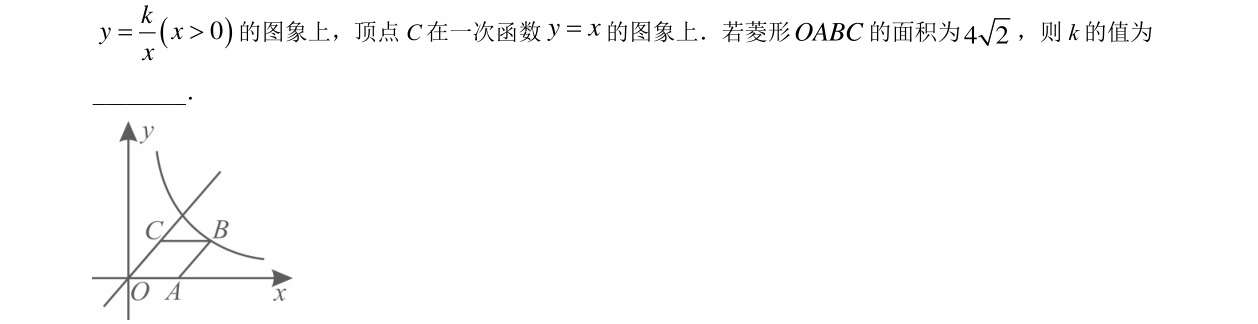 y = k/x (x > 0) 的图象上，顶点 C 在一次函数 y = x 的图象上．若菱形 OABC 的面积为 4√2 ，则 k 的值为
________．
y
C B
O A x